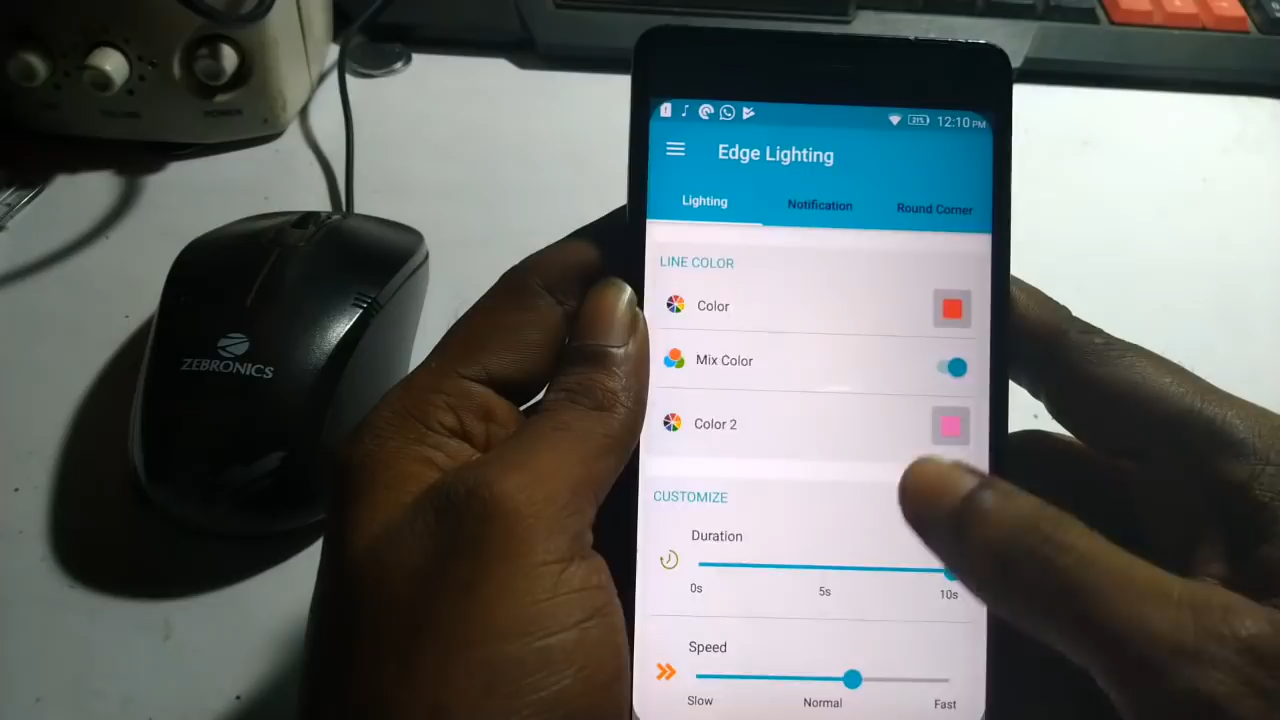 21%
12:10 PM
Edge Lighting
Lighting
Notification
Round Corner
LINE COLOR
Color
Mix Color
Color 2
CUSTOMIZE
Duration
0s
5s
10s
Speed
Slow
Normal
Fast
ZEBRONICS